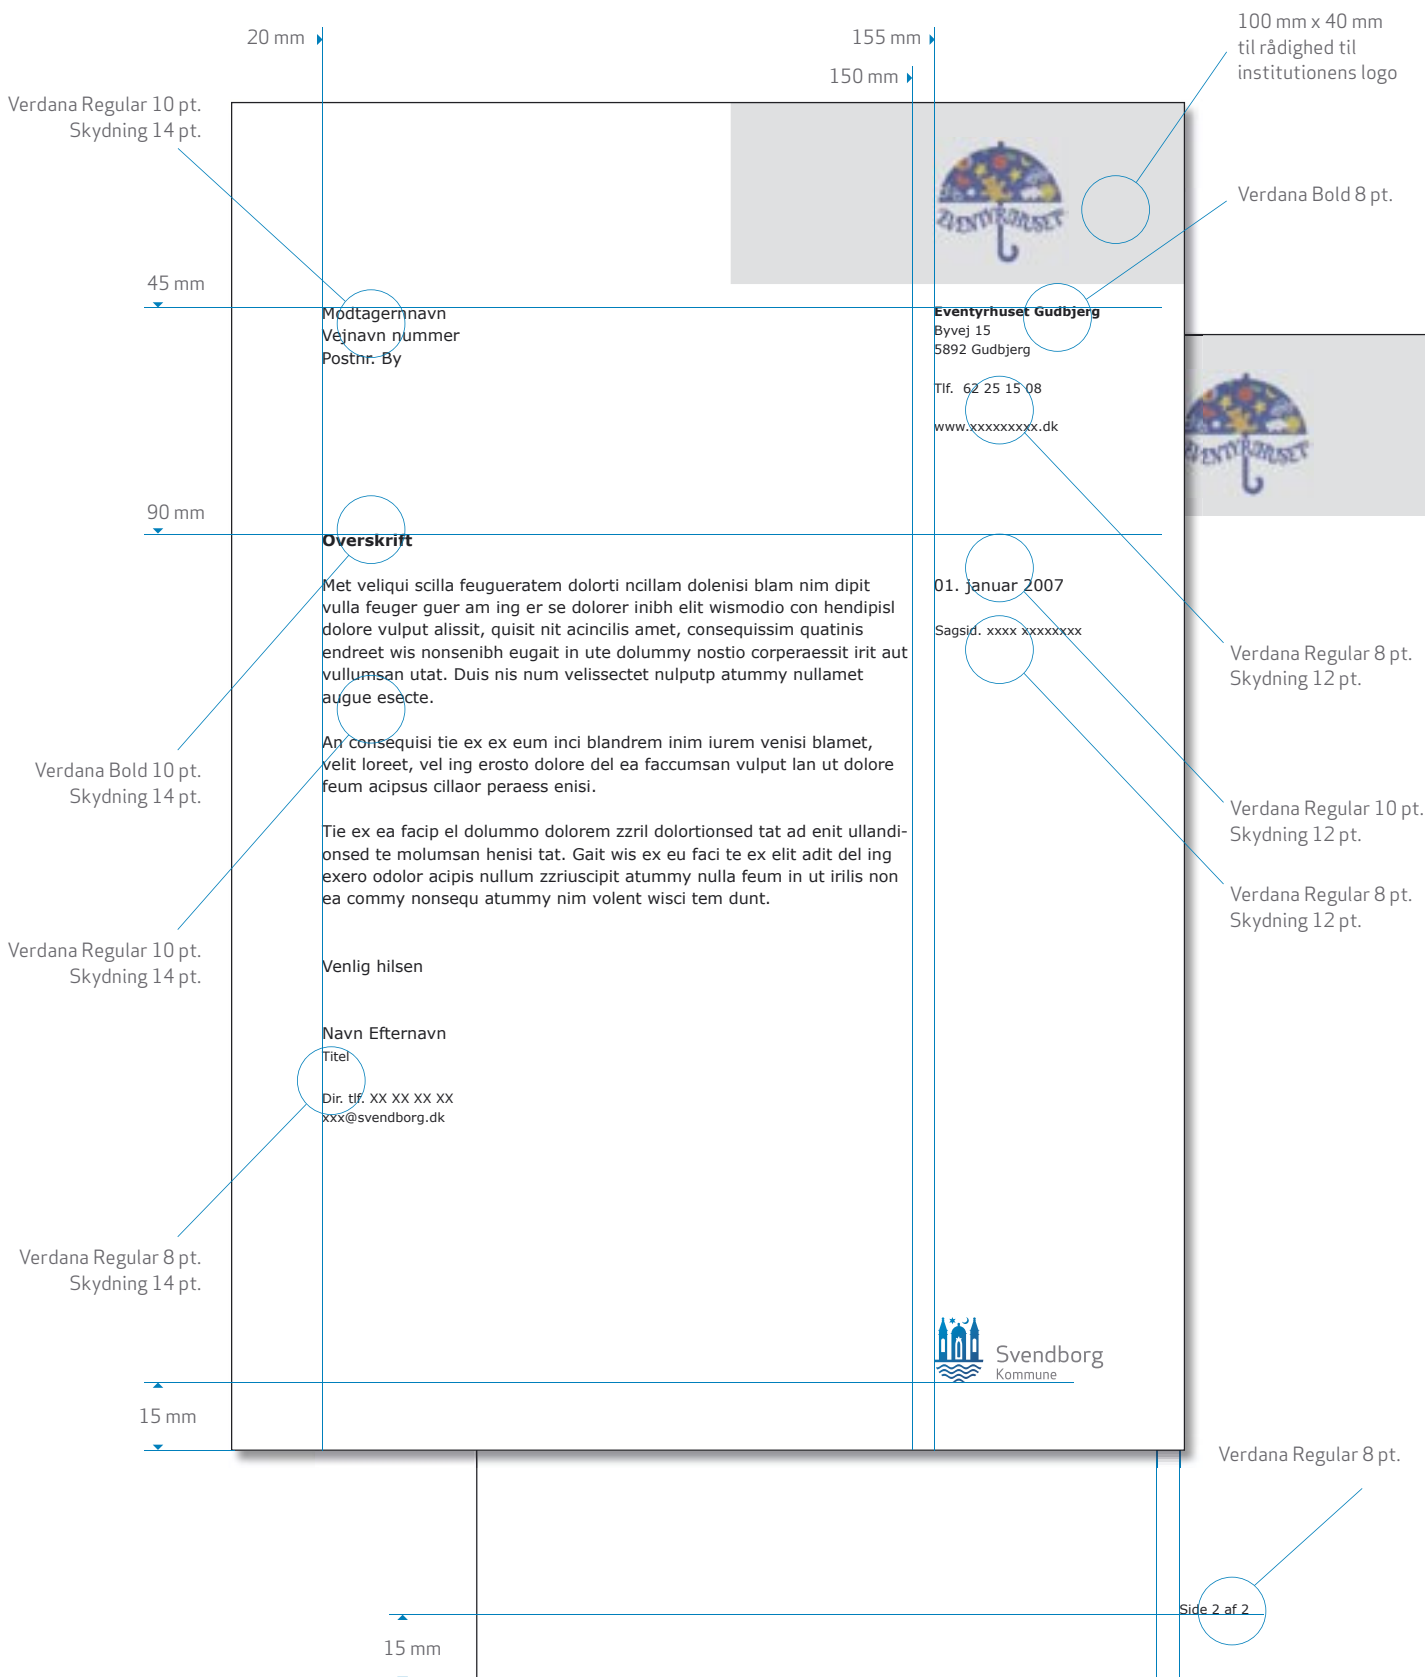 20 mm
155 mm
150 mm
100 mm x 40 mm
til rådighed til
institutionens logo
Verdana Regular 10 pt.
Skydning 14 pt.
EVENTYRHUSET
Verdana Bold 8 pt.
45 mm
Modtagernnavn
Vejnavn nummer
Postnr. By
Eventyrhuset Gudbjerg
Byvej 15
5892 Gudbjerg
Tlf.  62 25 15 08
www.xxxxxxxxx.dk
EVENTYRHUSET
90 mm
Overskrift
Met veliqui scilla feugueratem dolorti ncillam dolenisi blam nim dipit
vulla feuger guer am ing er se dolorer inibh elit wismodio con hendipisl
dolore vulput alissit, quisit nit acincilis amet, consequissim quatinis
endreet wis nonsenibh eugait in ute dolummy nostio corperaessit irit aut
vullumsan utat. Duis nis num velissectet nulputp atummy nullamet
augue esecte.
01. januar 2007
Sagsid. xxxx xxxxxxxx
Verdana Regular 8 pt.
Skydning 12 pt.
An consequisi tie ex ex eum inci blandrem inim iurem venisi blamet,
velit loreet, vel ing erosto dolore del ea faccumsan vulput lan ut dolore
feum acipsus cillaor peraess enisi.
Verdana Bold 10 pt.
Skydning 14 pt.
Verdana Regular 10 pt.
Skydning 12 pt.
Tie ex ea facip el dolummo dolorem zzril dolortionsed tat ad enit ullandi-
onsed te molumsan henisi tat. Gait wis ex eu faci te ex elit adit del ing
exero odolor acipis nullum zzriuscipit atummy nulla feum in ut irilis non
ea commy nonsequ atummy nim volent wisci tem dunt.
Verdana Regular 8 pt.
Skydning 12 pt.
Verdana Regular 10 pt.
Skydning 14 pt.
Venlig hilsen
Navn Efternavn
Titel
Dir. tlf. XX XX XX XX
xxx@svendborg.dk
Verdana Regular 8 pt.
Skydning 14 pt.
Svendborg
Kommune
15 mm
Verdana Regular 8 pt.
Side 2 af 2
15 mm